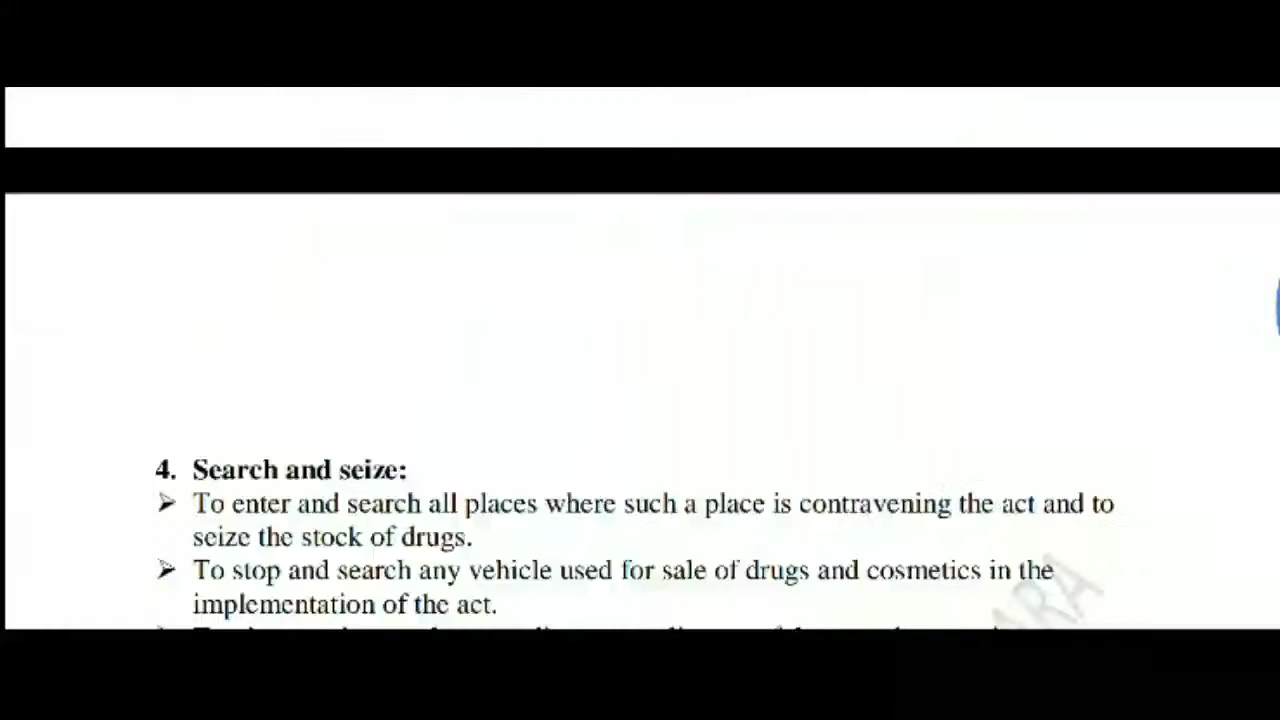 4. Search and seize:
➤ To enter and search all places where such a place is contravening the act and to
seize the stock of drugs.
➤ To stop and search any vehicle used for sale of drugs and cosmetics in the
implementation of the act.